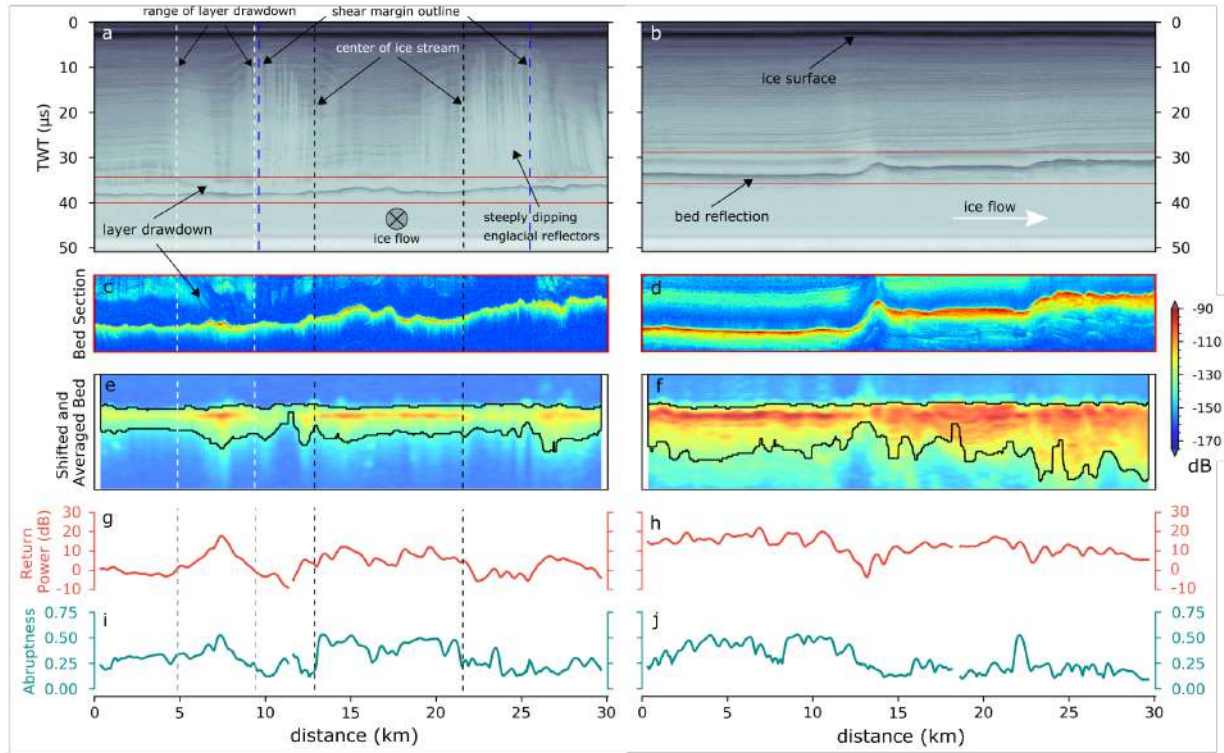 0
range of layer drawdown
shear margin outline
a
center of ice stream
10
20
30
40
50
TWT (μs)
layer drawdown
ice flow
steeply dipping
englacial reflectors
b
ice surface
bed reflection
ice flow
0
10
20
30
40
50
c
Bed Section
d
e
Shifted and
Averaged Bed
f
-90
-110
-130
-150
-170
dB
g
30
20
10
0
-10
Return
Power (dB)
h
30
20
10
0
-10
i
0.75
0.50
0.25
0.00
Abruptness
j
0.75
0.50
0.25
0.00
0 5 10 15 20 25 30
distance (km)
0 5 10 15 20 25 30
distance (km)